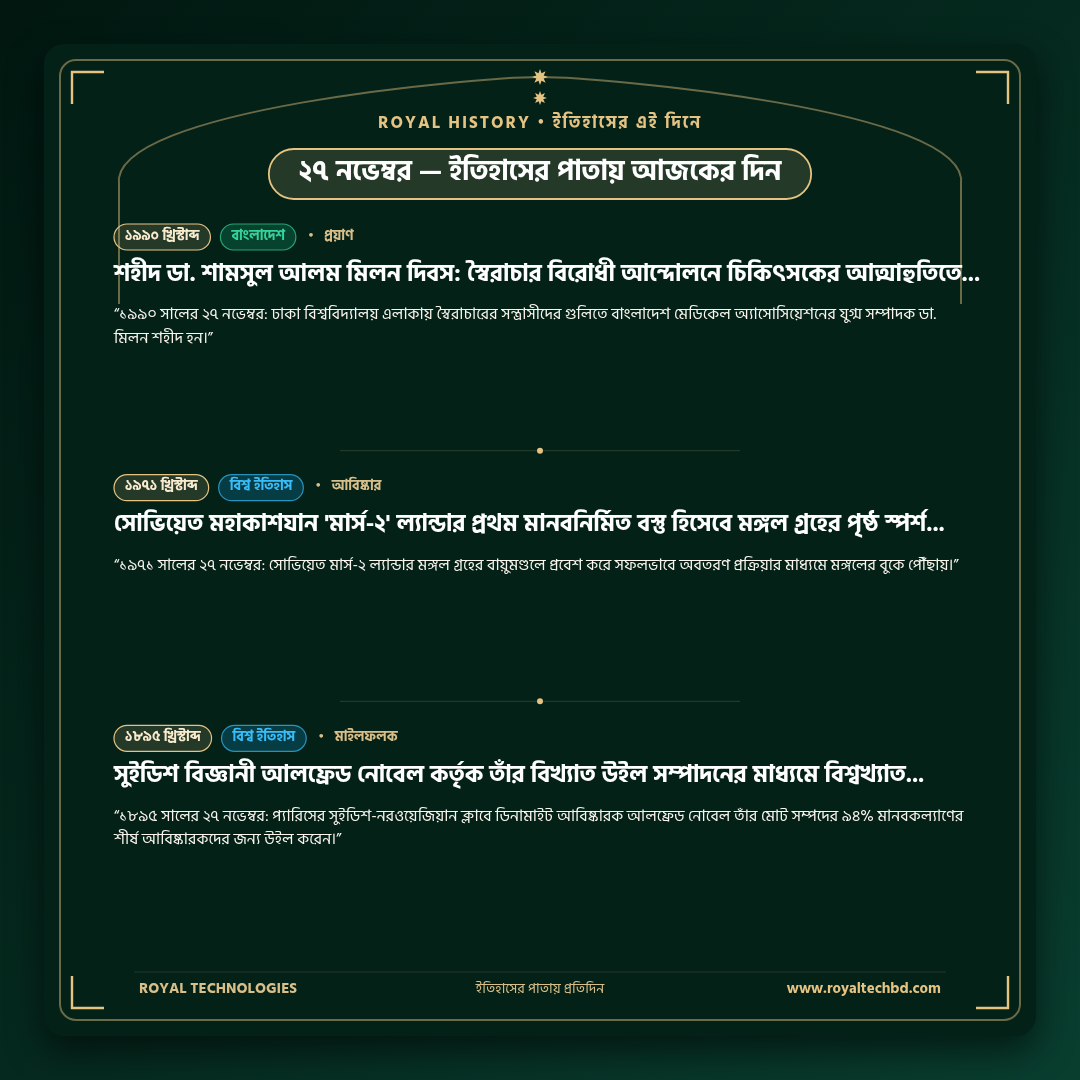 ROYAL HISTORY • ইতিহাসের এই দিনে
২৭ নভেম্বর — ইতিহাসের পাতায় আজকের দিন
১৯৯০ খ্রিস্টাব্দ বাংলাদেশ • প্রয়াণ
শহীদ ডা. শামসুল আলম মিলন দিবস: স্বৈরাচার বিরোধী আন্দোলনে চিকিৎসকের আত্মাহুতিতে...
“১৯৯০ সালের ২৭ নভেম্বর: ঢাকা বিশ্ববিদ্যালয় এলাকায় স্বৈরাচারের সন্ত্রাসীদের গুলিতে বাংলাদেশ মেডিকেল অ্যাসোসিয়েশনের যুগ্ম সম্পাদক ডা.
মিলন শহীদ হন।”
১৯৭১ খ্রিস্টাব্দ বিশ্ব ইতিহাস • আবিষ্কার
সোভিয়েত মহাকাশযান 'মার্স-২' ল্যান্ডার প্রথম মানবনির্মিত বস্তু হিসেবে মঙ্গল গ্রহের পৃষ্ঠ স্পর্শ...
“১৯৭১ সালের ২৭ নভেম্বর: সোভিয়েত মার্স-২ ল্যান্ডার মঙ্গল গ্রহের বায়ুমণ্ডলে প্রবেশ করে সফলভাবে অবতরণ প্রক্রিয়ার মাধ্যমে মঙ্গলের বুকে পৌঁছায়।”
১৮৯৫ খ্রিস্টাব্দ বিশ্ব ইতিহাস • মাইলফলক
সুইডিশ বিজ্ঞানী আলফ্রেড নোবেল কর্তৃক তাঁর বিখ্যাত উইল সম্পাদনের মাধ্যমে বিশ্বখ্যাত...
“১৮৯৫ সালের ২৭ নভেম্বর: প্যারিসের সুইডিশ-নরওয়েজিয়ান ক্লাবে ডিনামাইট আবিষ্কারক আলফ্রেড নোবেল তাঁর মোট সম্পদের ৯৪% মানবকল্যাণের
শীর্ষ আবিষ্কারকদের জন্য উইল করেন।”
ROYAL TECHNOLOGIES ইতিহাসের পাতায় প্রতিদিন www.royaltechbd.com